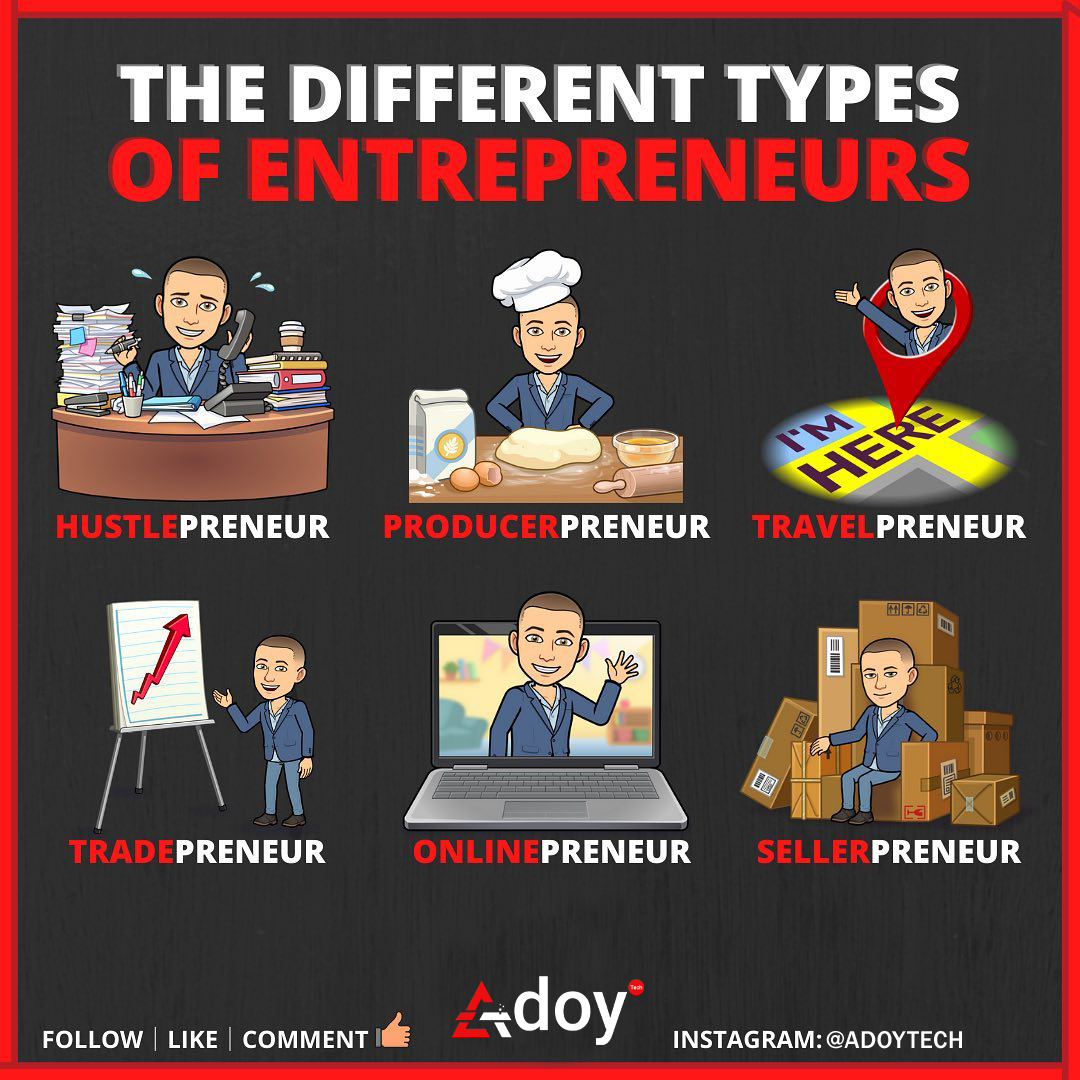 THE DIFFERENT TYPES
OF ENTREPRENEURS
I'M
HERE
HUSTLEPRENEUR
PRODUCERPRENEUR
TRAVELPRENEUR
TRADEPRENEUR
ONLINEPRENEUR
SELLERPRENEUR
Adoy Tech
FOLLOW | LIKE | COMMENT
INSTAGRAM: @ADOYTECH